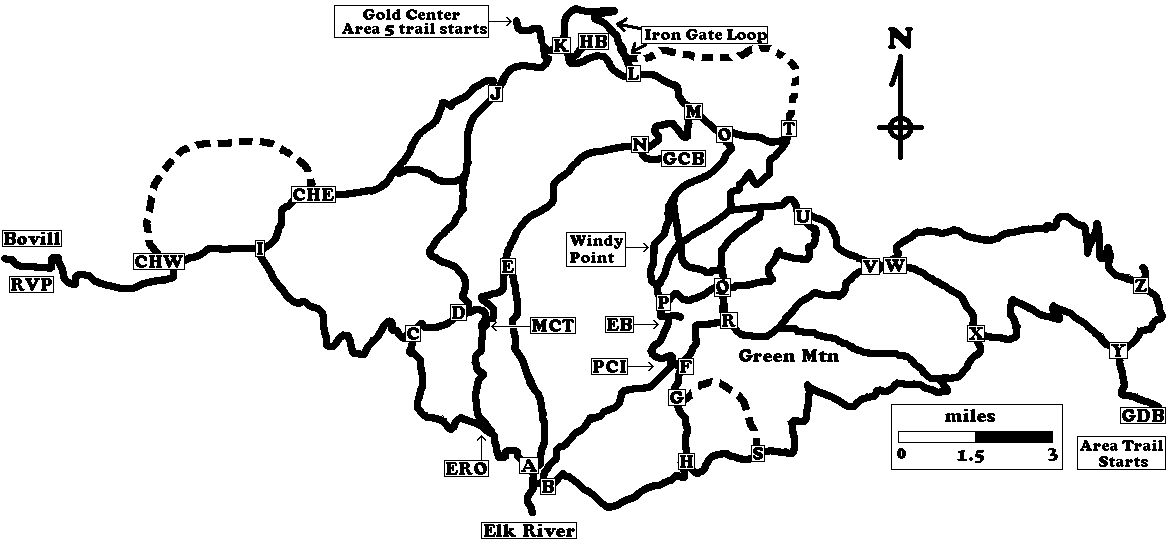 Gold Center
Area 5 trail starts
K
HB
Iron Gate Loop
N
L
J
M
O
T
N
GCB
CHE
U
Bovill
I
CHW
Windy
Point
E
V
W
RVP
Z
P
Q
D
MCT
EB
R
C
X
Green Mtn
Y
PCI
F
G
GDB
miles
0
1.5
3
Area Trail
Starts
S
H
ERO
A
B
Elk River